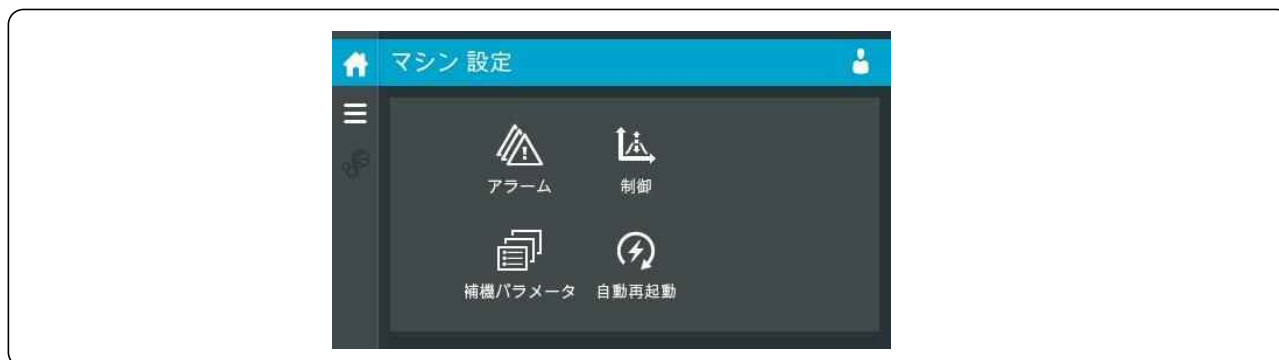 マシン 設定
アラーム
制御
補機パラメータ
自動再起動